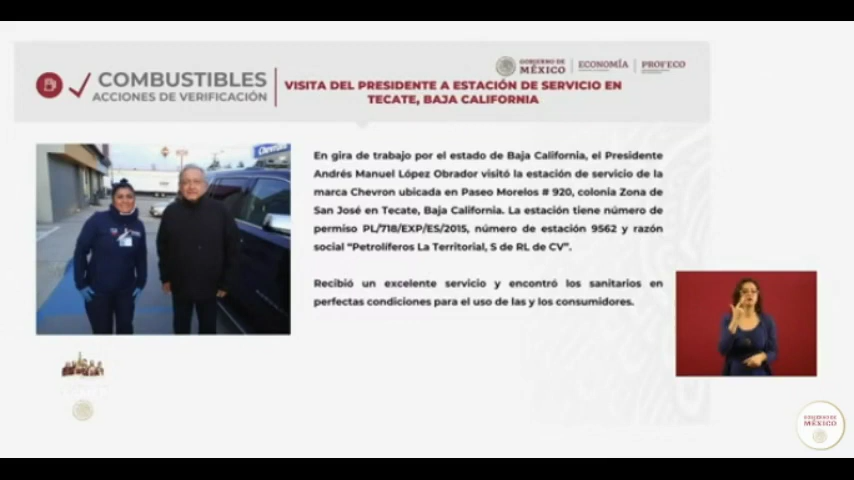 COMBUSTIBLES
ACCIONES DE VERIFICACIÓN
VISITA DEL PRESIDENTE A ESTACIÓN DE SERVICIO EN
TECATE, BAJA CALIFORNIA
GOBIERNO DE
MÉXICO
ECONOMÍA
PROFECO
En gira de trabajo por el estado de Baja California, el Presidente
Andrés Manuel López Obrador visitó la estación de servicio de la
marca Chevron ubicada en Paseo Morelos # 920, colonia Zona de
San José en Tecate, Baja California. La estación tiene número de
permiso PL/718/EXP/ES/2015, número de estación 9562 y razón
social “Petrolíferos La Territorial, S de RL de CV”.
Recibió un excelente servicio y encontró los sanitarios en
perfectas condiciones para el uso de las y los consumidores.
Chevron
GOBIERNO DE
MÉXICO